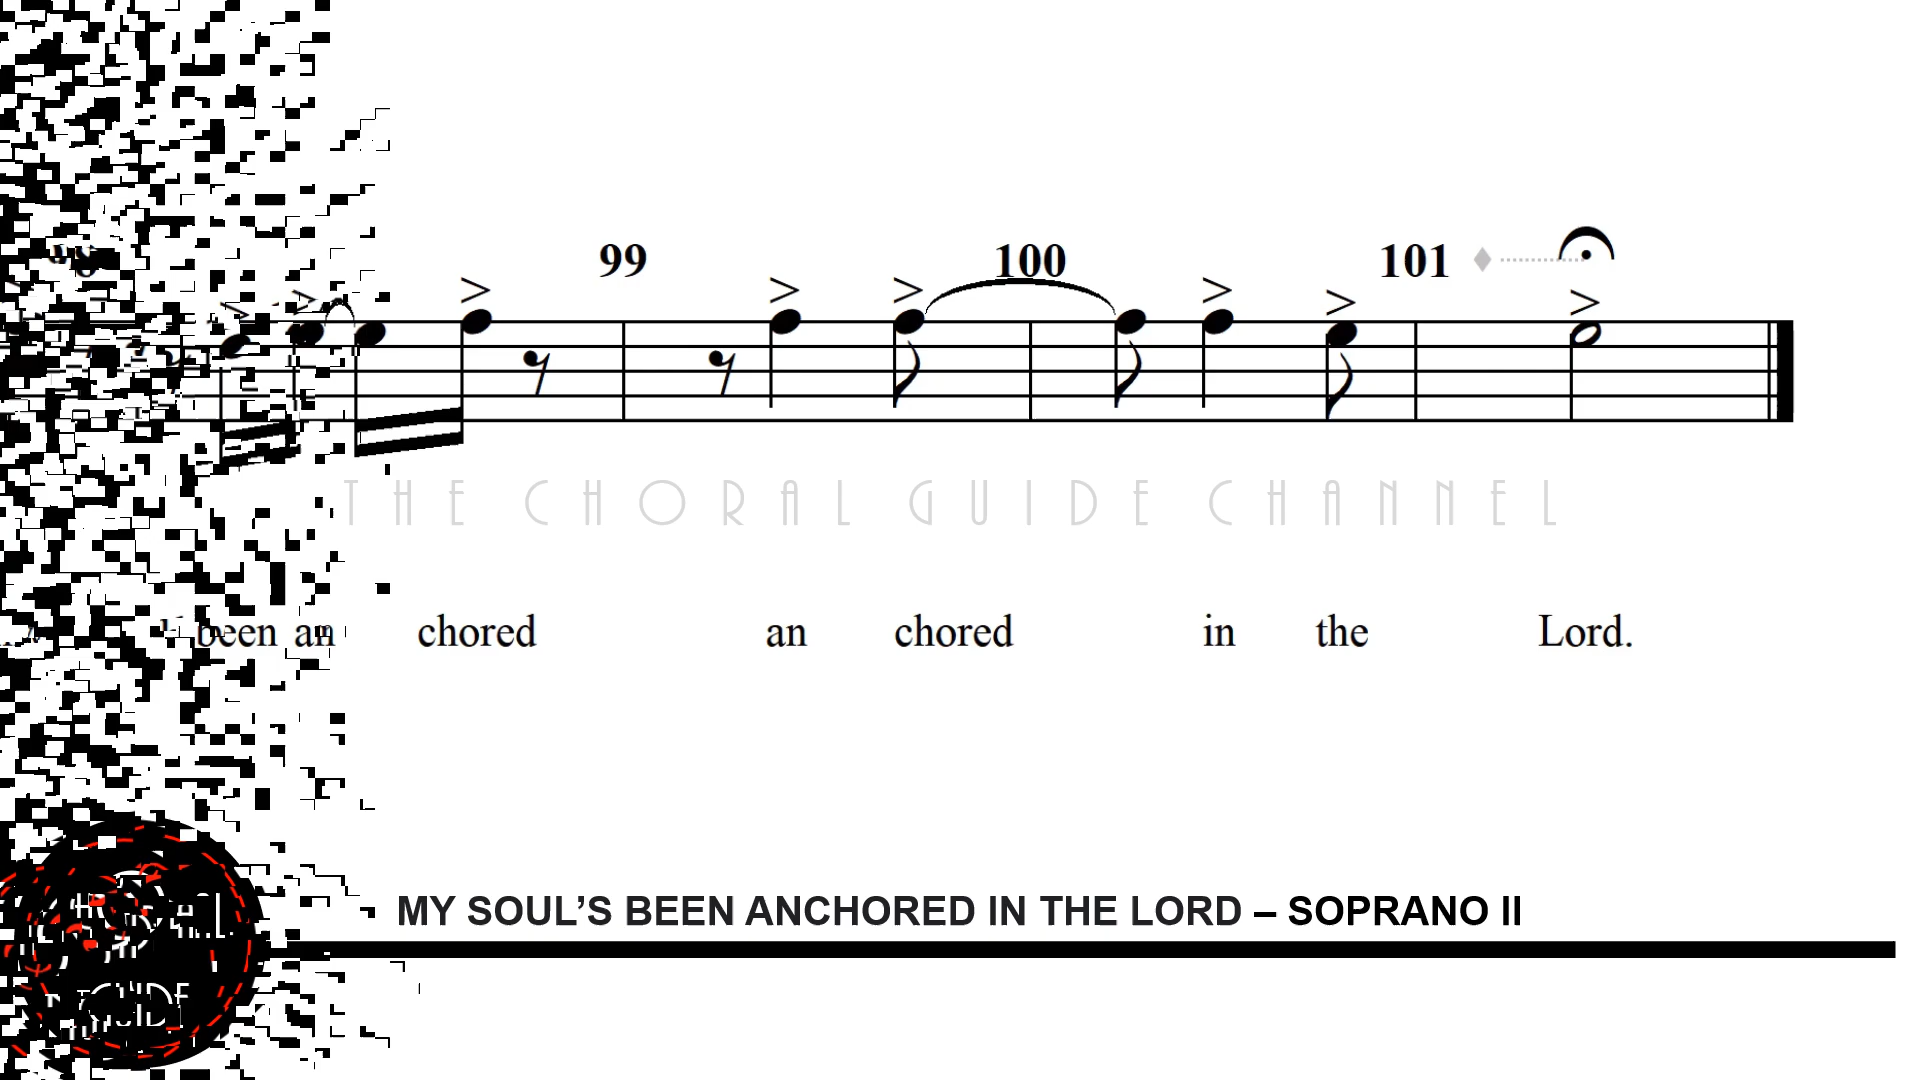 99 100 101
THE CHORAL GUIDE CHANNEL
been an chored an chored in the Lord.
MY SOUL’S BEEN ANCHORED IN THE LORD – SOPRANO II
GUIDE